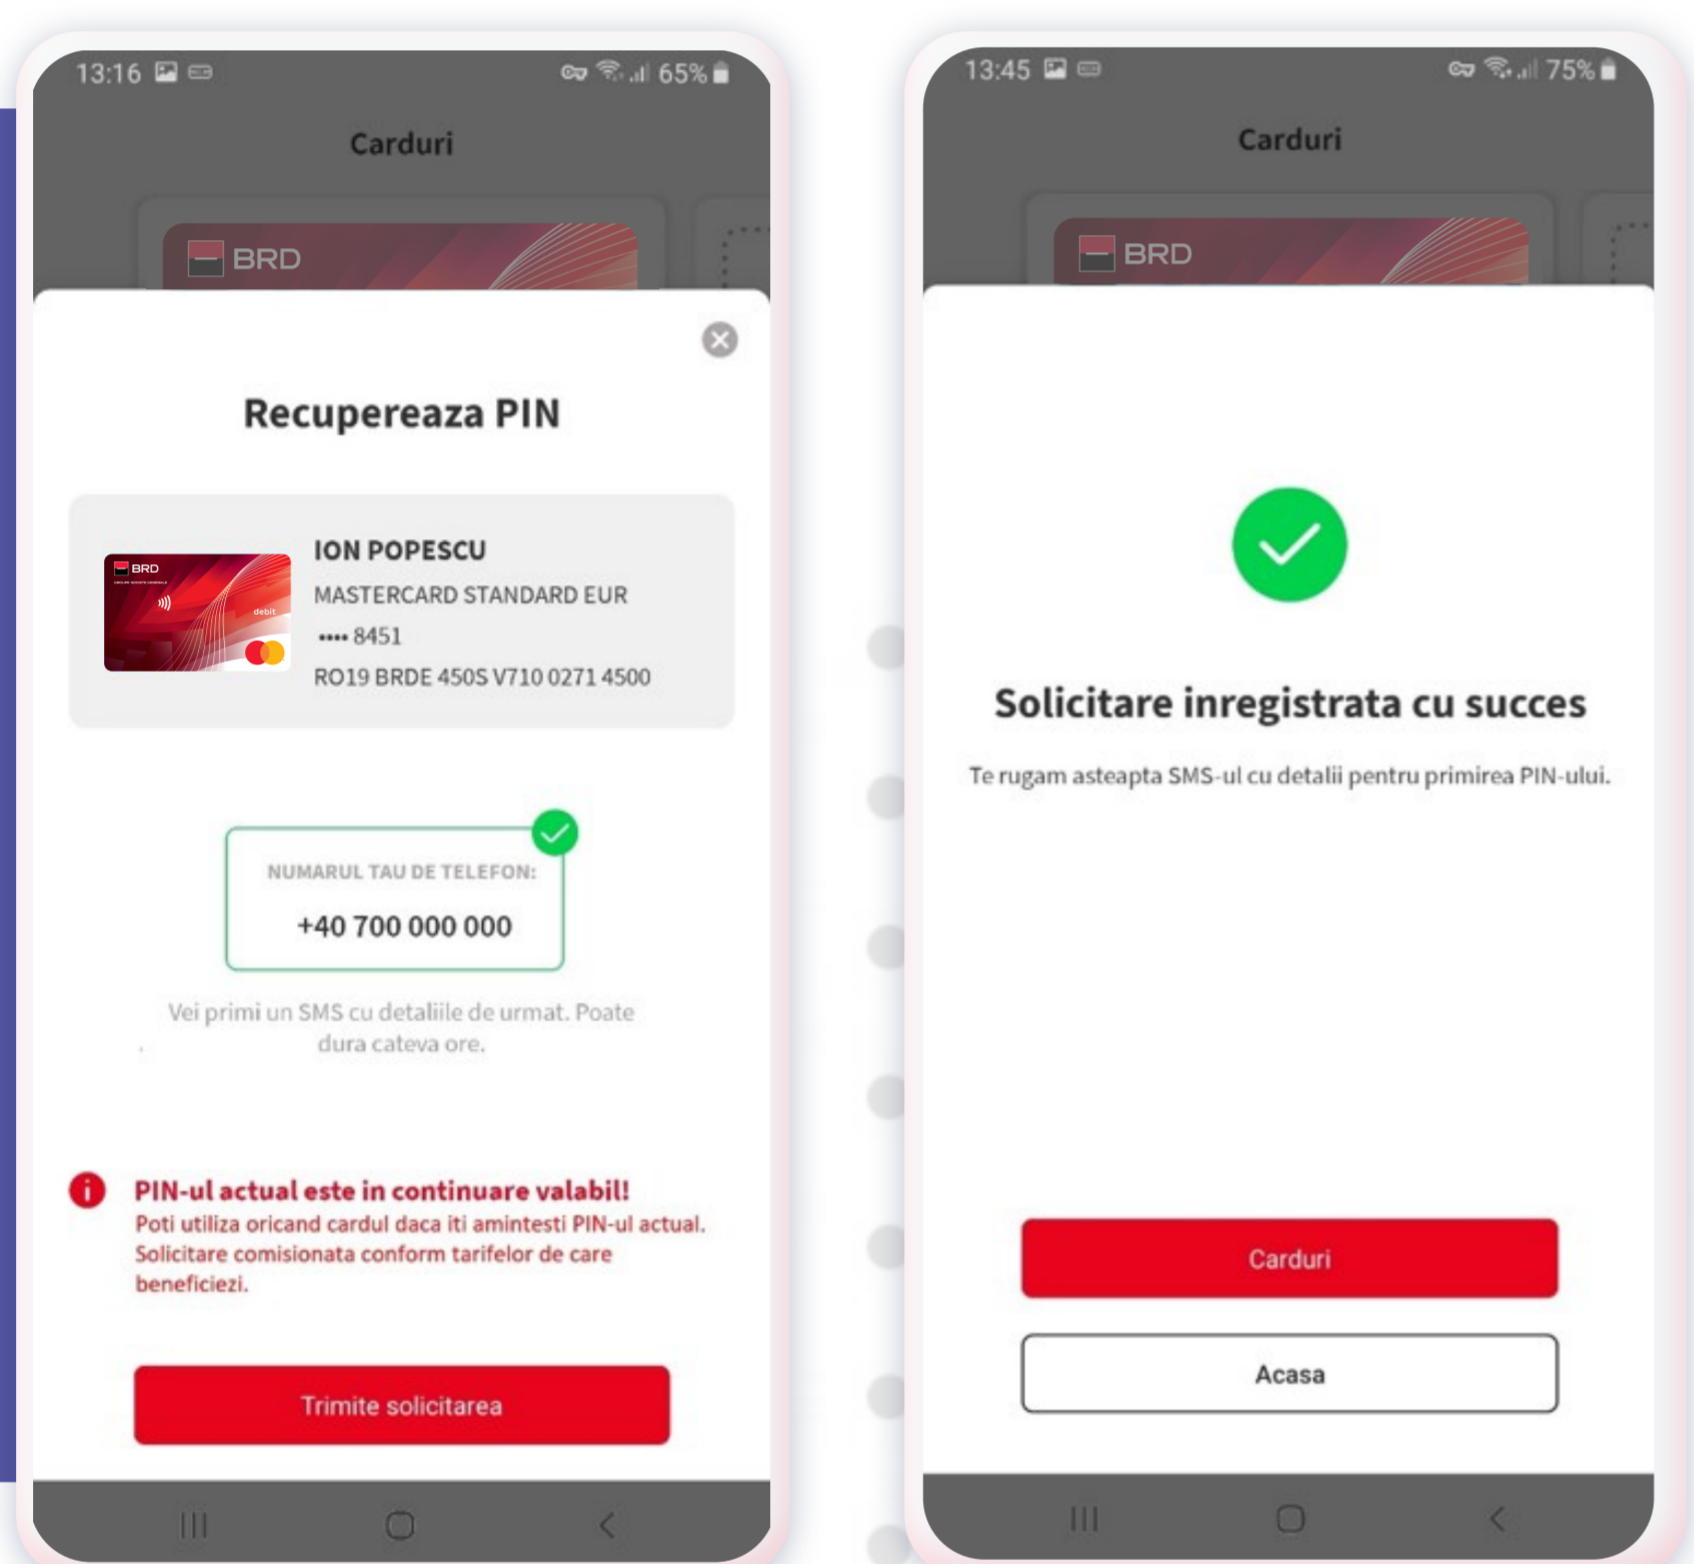 13:16
65%
Carduri
BRD
Recupereaza PIN
BRD
debit
ION POPESCU
MASTERCARD STANDARD EUR
•••• 8451
RO19 BRDE 450S V710 0271 4500
NUMARUL TAU DE TELEFON:
+40 700 000 000
Vei primi un SMS cu detaliile de urmat. Poate
dura cateva ore.
PIN-ul actual este in continuare valabil!
Poti utiliza oricand cardul daca iti amintesti PIN-ul actual.
Solicitare comisionata conform tarifelor de care
beneficiezi.
Trimite solicitarea
13:45
75%
Carduri
BRD
Solicitare inregistrata cu succes
Te rugam asteapta SMS-ul cu detalii pentru primirea PIN-ului.
Carduri
Acasa